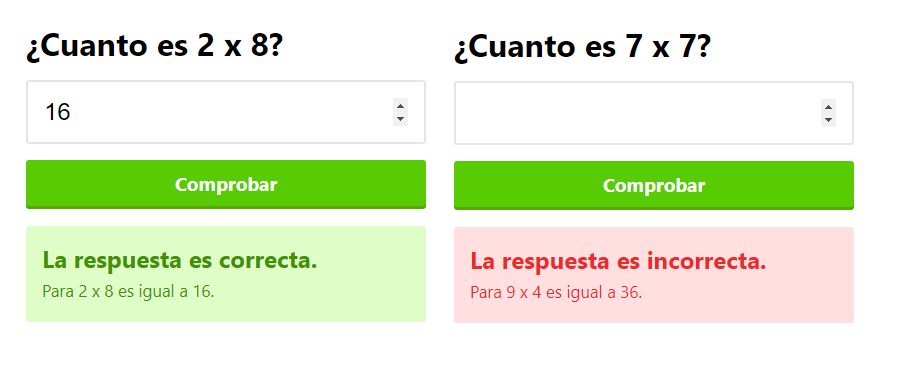 ¿Cuanto es 2 x 8?
16
Comprobar
La respuesta es correcta.
Para 2 x 8 es igual a 16.
¿Cuanto es 7 x 7?
Comprobar
La respuesta es incorrecta.
Para 9 x 4 es igual a 36.